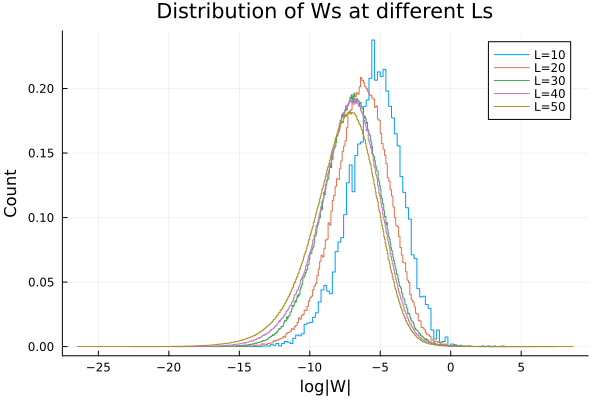 Distribution of Ws at different Ls
Count
0.20
0.15
0.10
0.05
0.00
L=10
L=20
L=30
L=40
L=50
−25 −20 −15 −10 −5 0 5
log|W|